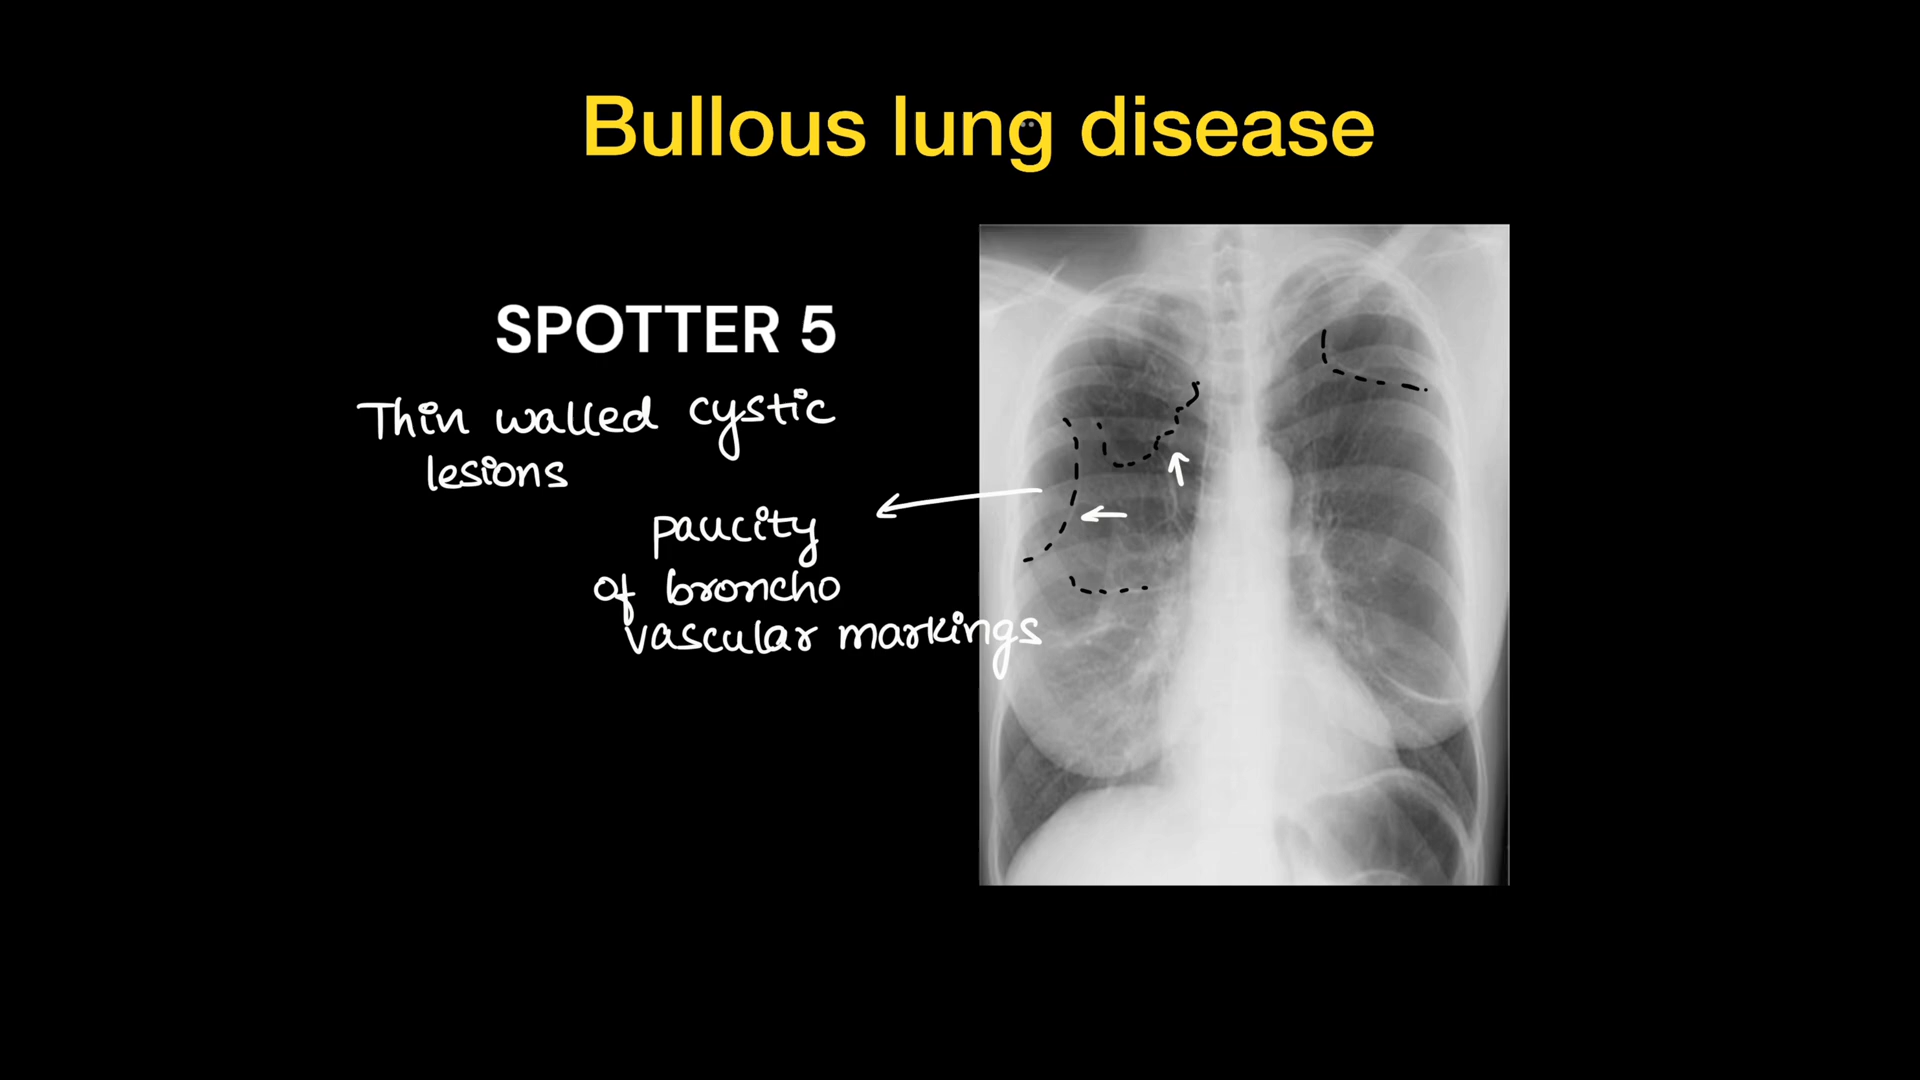 Bullous lung disease
SPOTTER 5
Thin walled cystic
lesions
paucity
of broncho
vascular markings